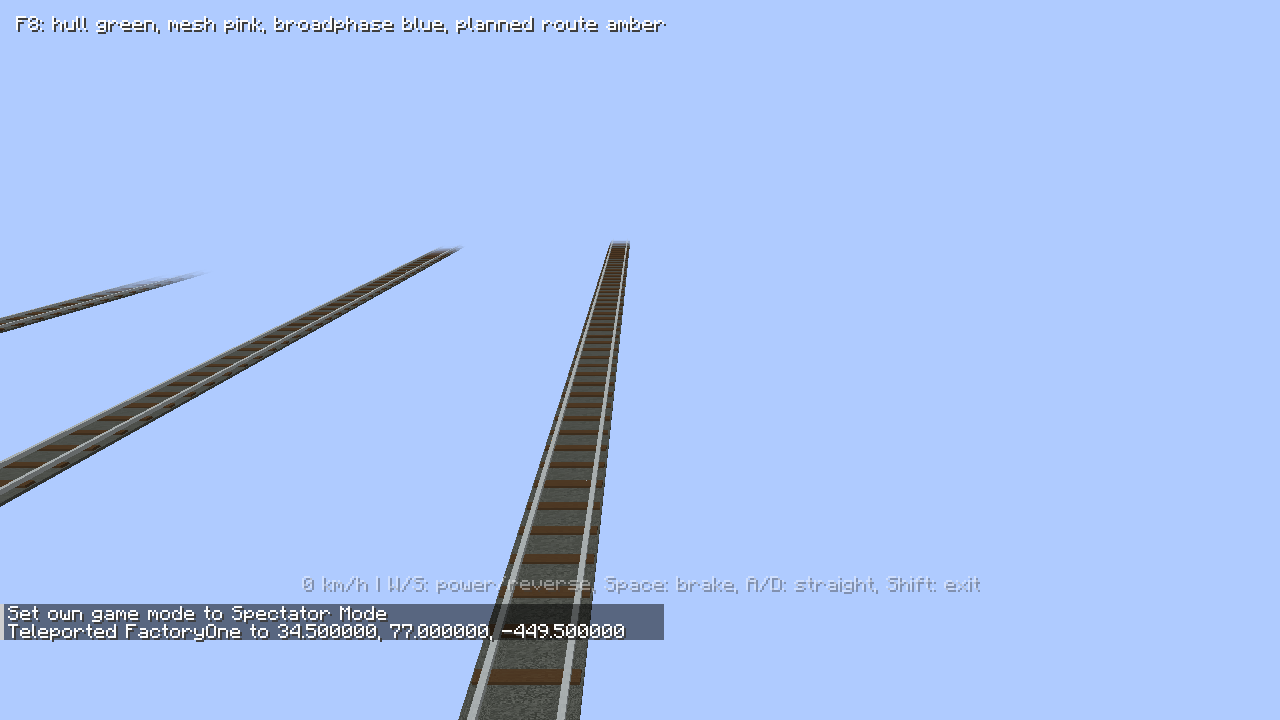 F8: hull green, mesh pink, broadphase blue, planned route amber
0 km/h | W/S: power/reverse, Space: brake, A/D: straight, Shift: exit
Set own game mode to Spectator Mode
Teleported FactoryOne to 34.500000, 77.000000, -449.500000